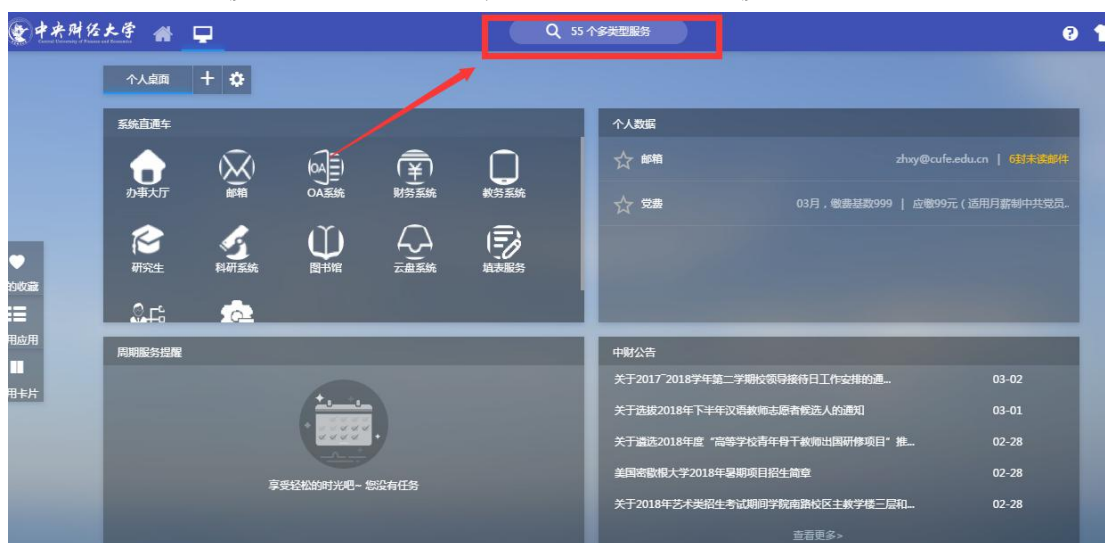 中央财经大学
Central University of Finance and Economics
55 个多类型服务
个人桌面
系统直通车
办事大厅
邮箱
OA
OA系统
财务系统
教务系统
研究生
科研系统
图书馆
云盘系统
填表服务
的收藏
用应用
用卡片
个人数据
邮箱 zhxy@cufe.edu.cn | 6封未读邮件
党费 03月，缴费基数999 | 应缴99元 ( 适用月薪制中共党员..
周期服务提醒
享受轻松的时光吧~ 您没有任务
中财公告
关于2017~2018学年第二学期校领导接待日工作安排的通... 03-02
关于选拔2018年下半年汉语教师志愿者候选人的通知 03-01
关于遴选2018年度“高等学校青年骨干教师出国研修项目”推... 02-28
美国密歇根大学2018年暑期项目招生简章 02-28
关于2018年艺术类招生考试期间学院南路校区主教学楼三层和... 02-28
查看更多>